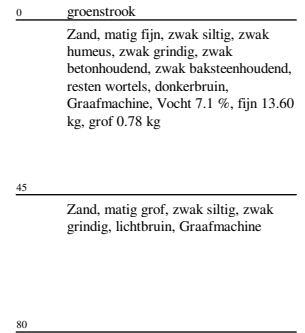 0 groenstrook
Zand, matig fijn, zwak siltig, zwak
humeus, zwak grindig, zwak
betonhoudend, zwak baksteenhoudend,
resten wortels, donkerbruin,
Graafmachine, Vocht 7.1 %, fijn 13.60
kg, grof 0.78 kg
45
Zand, matig grof, zwak siltig, zwak
grindig, lichtbruin, Graafmachine
80